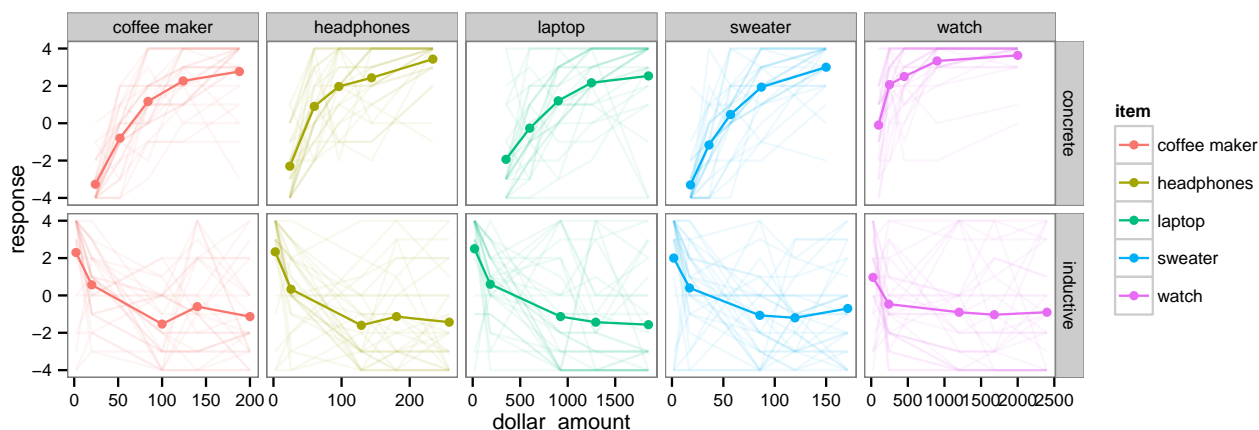 coffee maker headphones laptop sweater watch
4
2
0
−2
−4
concrete
4
2
0
−2
−4
inductive
response
0 50 100 150 200 0 100 200 0 500 1000 1500 0 50 100 150 0 500 1000 1500 2000 2500
dollar_amount
item
coffee maker
headphones
laptop
sweater
watch